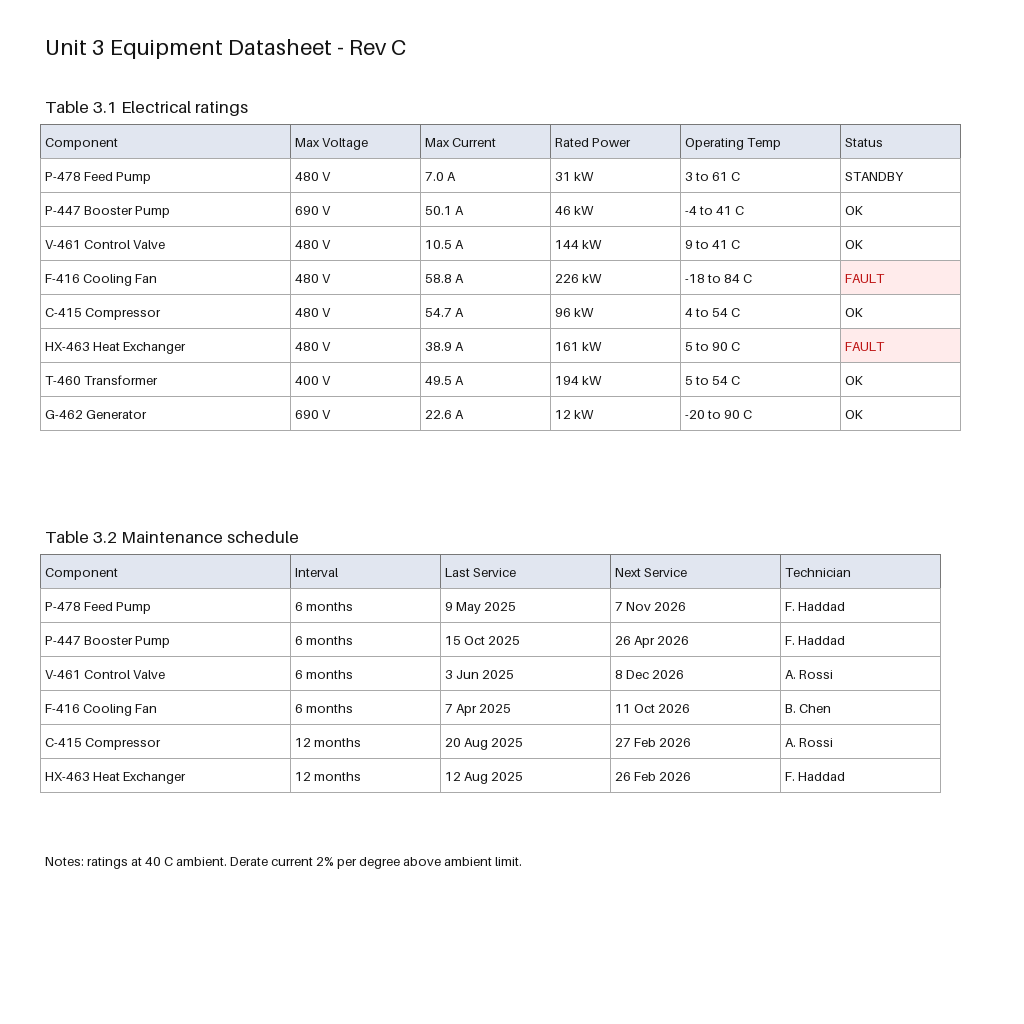 Unit 3 Equipment Datasheet - Rev C
Table 3.1 Electrical ratings
Component Max Voltage Max Current Rated Power Operating Temp Status
P-478 Feed Pump 480 V 7.0 A 31 kW 3 to 61 C STANDBY
P-447 Booster Pump 690 V 50.1 A 46 kW -4 to 41 C OK
V-461 Control Valve 480 V 10.5 A 144 kW 9 to 41 C OK
F-416 Cooling Fan 480 V 58.8 A 226 kW -18 to 84 C FAULT
C-415 Compressor 480 V 54.7 A 96 kW 4 to 54 C OK
HX-463 Heat Exchanger 480 V 38.9 A 161 kW 5 to 90 C FAULT
T-460 Transformer 400 V 49.5 A 194 kW 5 to 54 C OK
G-462 Generator 690 V 22.6 A 12 kW -20 to 90 C OK
Table 3.2 Maintenance schedule
Component Interval Last Service Next Service Technician
P-478 Feed Pump 6 months 9 May 2025 7 Nov 2026 F. Haddad
P-447 Booster Pump 6 months 15 Oct 2025 26 Apr 2026 F. Haddad
V-461 Control Valve 6 months 3 Jun 2025 8 Dec 2026 A. Rossi
F-416 Cooling Fan 6 months 7 Apr 2025 11 Oct 2026 B. Chen
C-415 Compressor 12 months 20 Aug 2025 27 Feb 2026 A. Rossi
HX-463 Heat Exchanger 12 months 12 Aug 2025 26 Feb 2026 F. Haddad
Notes: ratings at 40 C ambient. Derate current 2% per degree above ambient limit.